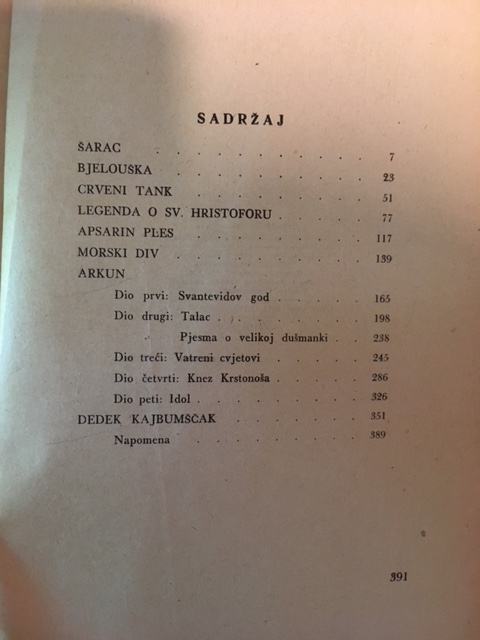 SADRŽAJ
ŠARAC . . . . . . . . . . 7
BJELOUŠKA . . . . . . . . . 23
CRVENI TANK . . . . . . . . 51
LEGENDA O SV. HRISTOFORU . . . . 77
APSARIN PLES . . . . . . . . 117
MORSKI DIV . . . . . . . . . 139
ARKUN
Dio prvi: Svantevidov god . . . . . 165
Dio drugi: Talac . . . . . . . 198
Pjesma o velikoj dušmanki . . 238
Dio treći: Vatreni cvjetovi . . . . . 245
Dio četvrti: Knez Krstonoša . . . . . 286
Dio peti: Idol . . . . . . . . 326
DEDEK KAJBUMŠČAK . . . . . . 351
Napomena . . . . . . . . 389
391